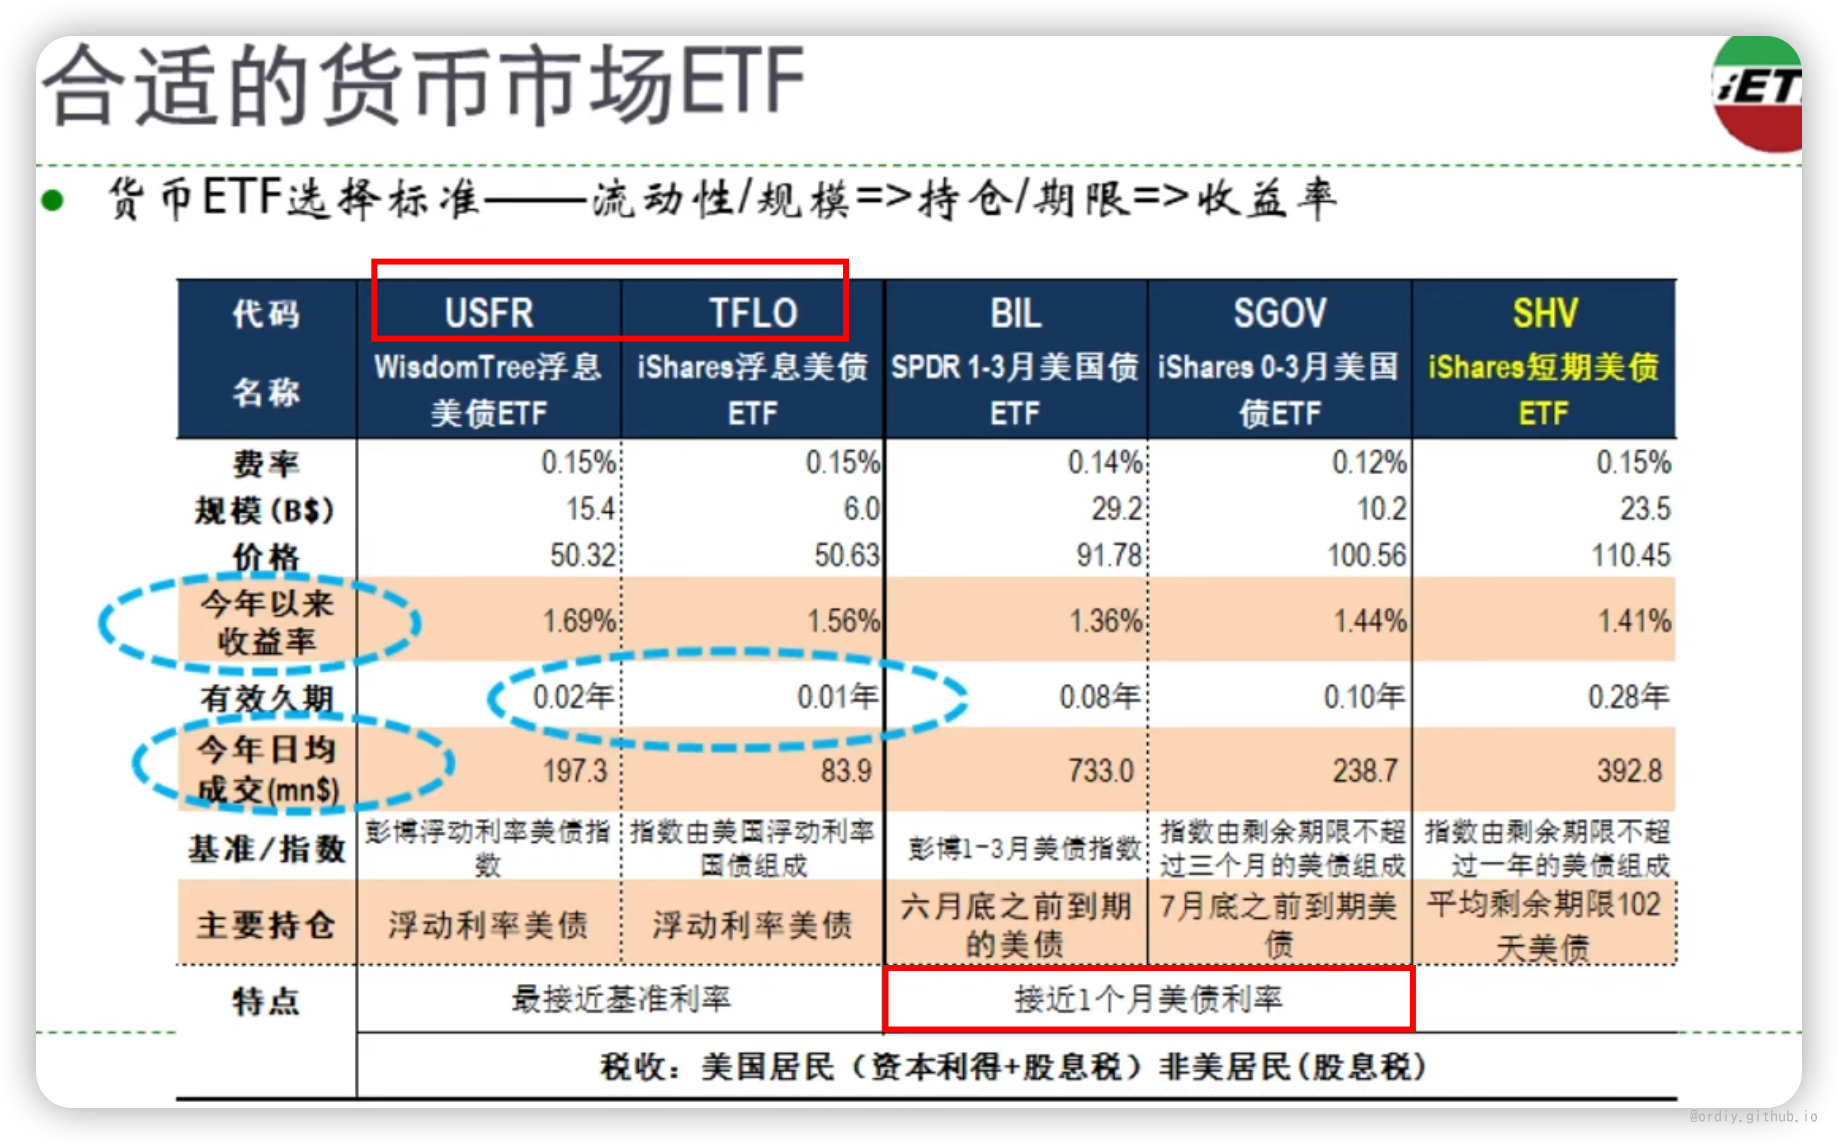 合适的货币市场ETF
iET
货币ETF选择标准——流动性/规模=>持仓/期限=>收益率
代码 USFR TFLO BIL SGOV SHV
名称 WisdomTree浮息美债ETF iShares浮息美债ETF SPDR 1-3月美国债ETF iShares 0-3月美国债ETF iShares短期美债ETF
费率 0.15% 0.15% 0.14% 0.12% 0.15%
规模(B$) 15.4 6.0 29.2 10.2 23.5
价格 50.32 50.63 91.78 100.56 110.45
今年以来收益率 1.69% 1.56% 1.36% 1.44% 1.41%
有效久期 0.02年 0.01年 0.08年 0.10年 0.28年
今年日均成交(mn$) 197.3 83.9 733.0 238.7 392.8
基准/指数 彭博浮动利率美债指数 指数由美国浮动利率国债组成 彭博1-3月美债指数 指数由剩余期限不超过三个月的美债组成 指数由剩余期限不超过一年的美债组成
主要持仓 浮动利率美债 浮动利率美债 六月底之前到期的美债 7月底之前到期美债 平均剩余期限102天美债
特点 最接近基准利率 接近1个月美债利率
税收：美国居民（资本利得+股息税）非美居民(股息税)
@ordiy.github.io